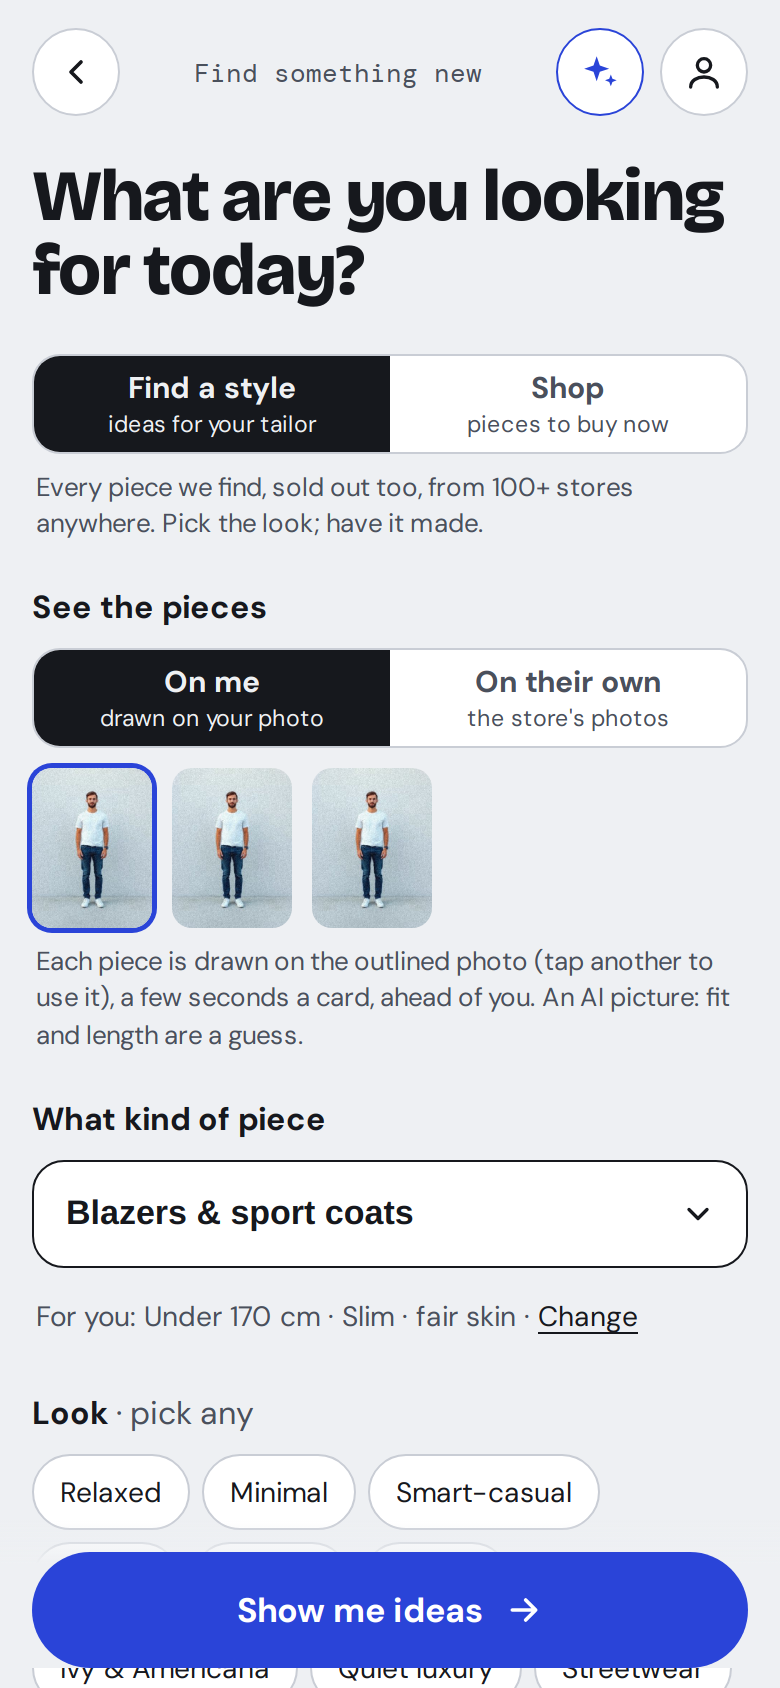 Find something new
What are you looking
for today?
Find a style
ideas for your tailor
Shop
pieces to buy now
Every piece we find, sold out too, from 100+ stores
anywhere. Pick the look; have it made.
See the pieces
On me
drawn on your photo
On their own
the store's photos
Each piece is drawn on the outlined photo (tap another to
use it), a few seconds a card, ahead of you. An AI picture: fit
and length are a guess.
What kind of piece
Blazers & sport coats
For you: Under 170 cm · Slim · fair skin · Change
Look · pick any
Relaxed
Minimal
Smart-casual
Show me ideas
Ivy & Americana
Quiet luxury
Streetwear